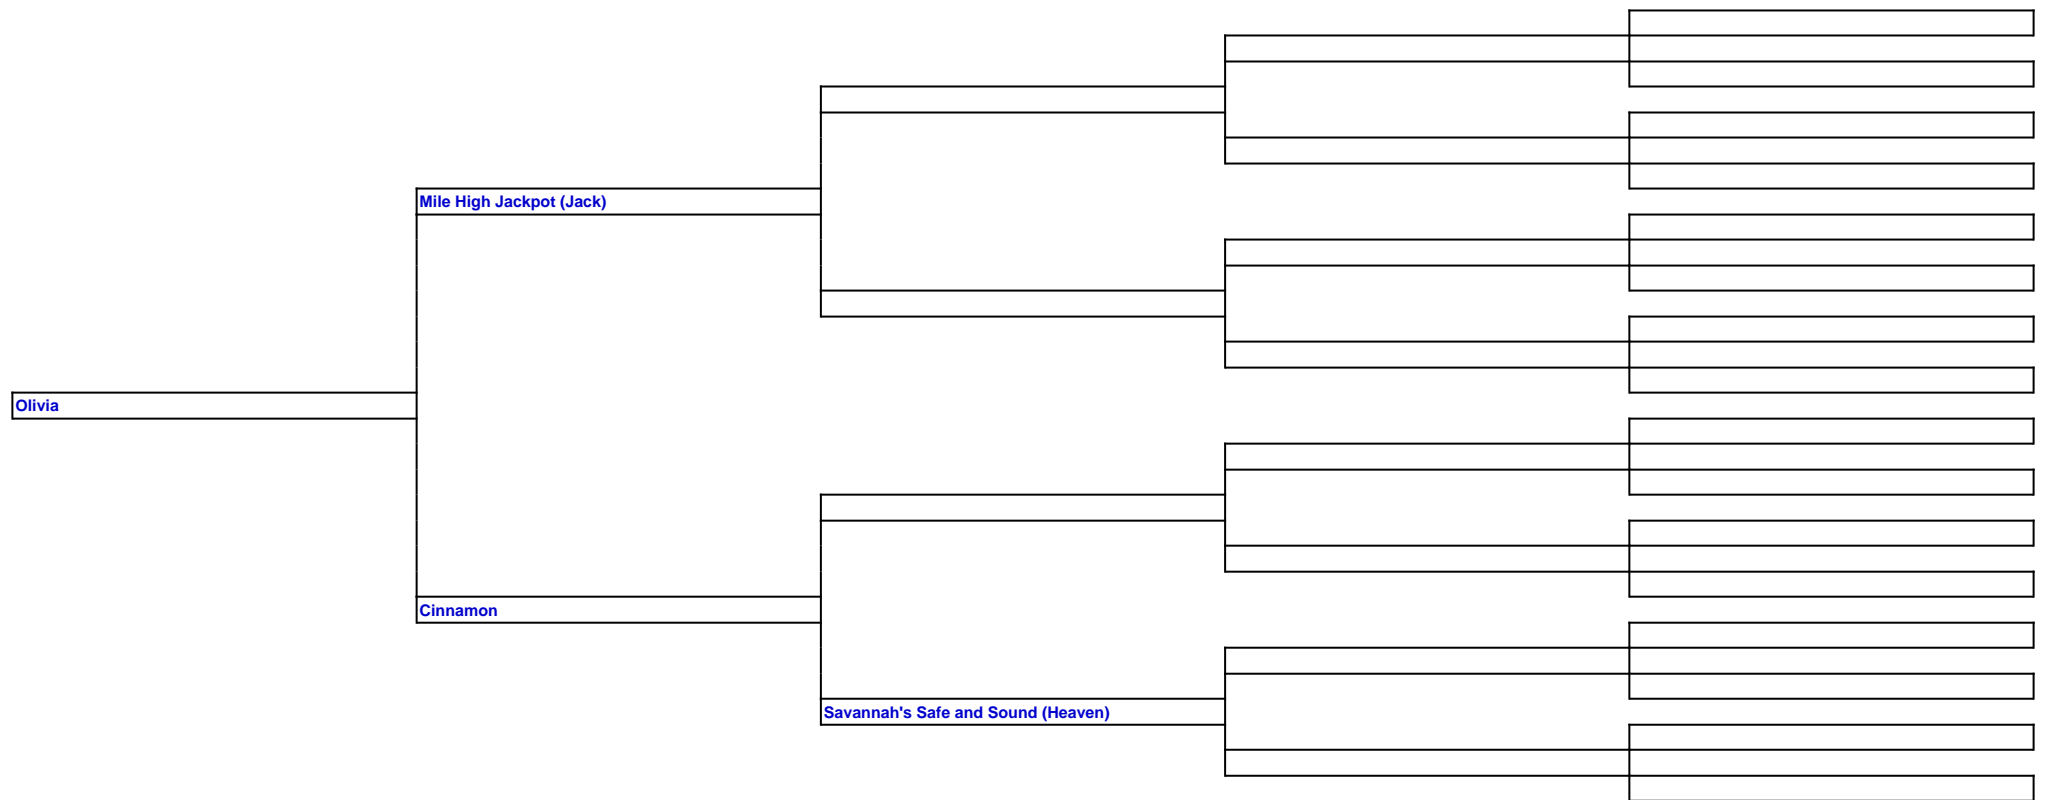 Mile High Jackpot (Jack)
Olivia
Cinnamon
Savannah's Safe and Sound (Heaven)